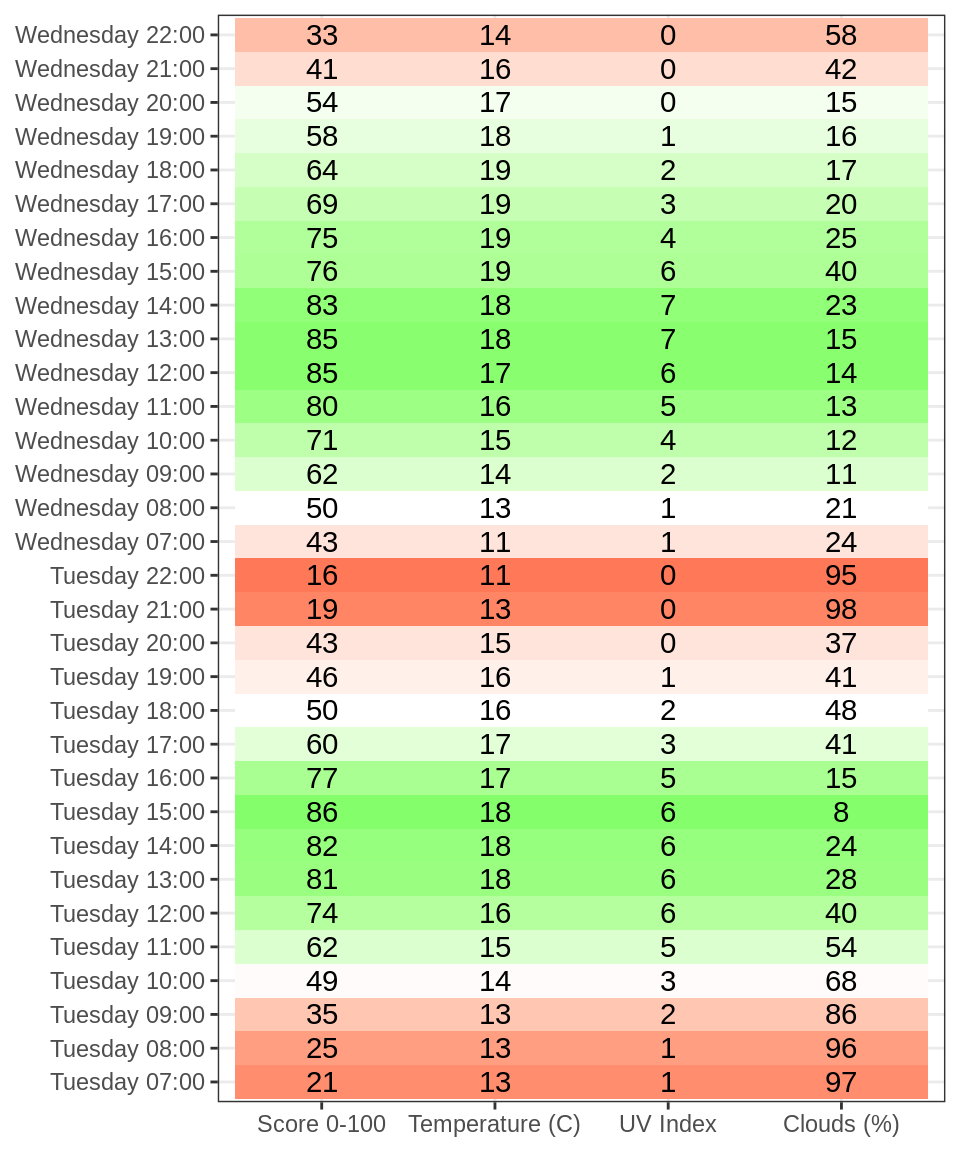 Wednesday 22:00 33 14 0 58
Wednesday 21:00 41 16 0 42
Wednesday 20:00 54 17 0 15
Wednesday 19:00 58 18 1 16
Wednesday 18:00 64 19 2 17
Wednesday 17:00 69 19 3 20
Wednesday 16:00 75 19 4 25
Wednesday 15:00 76 19 6 40
Wednesday 14:00 83 18 7 23
Wednesday 13:00 85 18 7 15
Wednesday 12:00 85 17 6 14
Wednesday 11:00 80 16 5 13
Wednesday 10:00 71 15 4 12
Wednesday 09:00 62 14 2 11
Wednesday 08:00 50 13 1 21
Wednesday 07:00 43 11 1 24
Tuesday 22:00 16 11 0 95
Tuesday 21:00 19 13 0 98
Tuesday 20:00 43 15 0 37
Tuesday 19:00 46 16 1 41
Tuesday 18:00 50 16 2 48
Tuesday 17:00 60 17 3 41
Tuesday 16:00 77 17 5 15
Tuesday 15:00 86 18 6 8
Tuesday 14:00 82 18 6 24
Tuesday 13:00 81 18 6 28
Tuesday 12:00 74 16 6 40
Tuesday 11:00 62 15 5 54
Tuesday 10:00 49 14 3 68
Tuesday 09:00 35 13 2 86
Tuesday 08:00 25 13 1 96
Tuesday 07:00 21 13 1 97
Score 0-100 Temperature (C) UV Index Clouds (%)